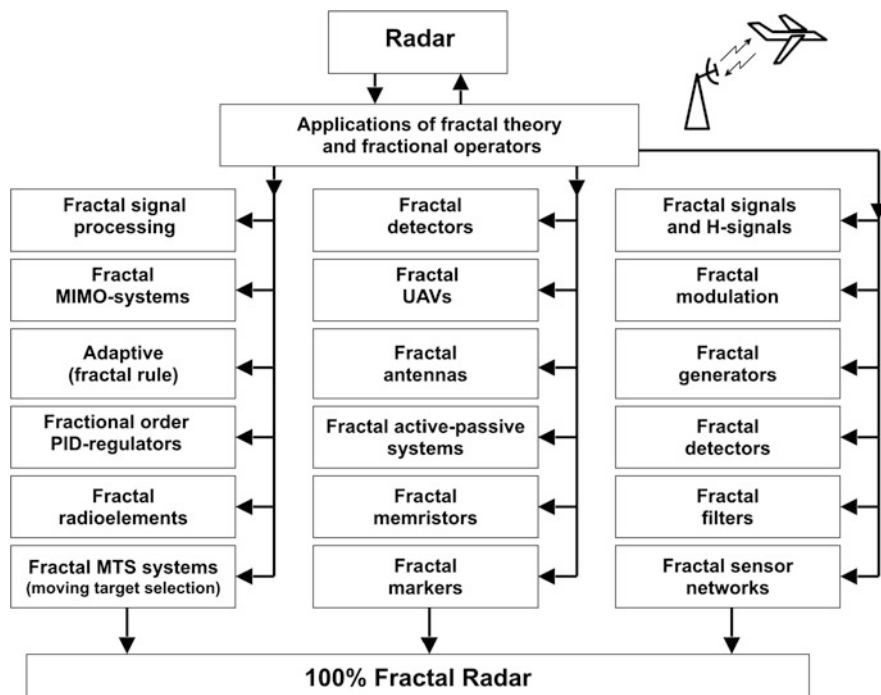 Radar
Applications of fractal theory
and fractional operators
Fractal signal
processing
Fractal
MIMO-systems
Adaptive
(fractal rule)
Fractional order
PID-regulators
Fractal
radioelements
Fractal MTS systems
(moving target selection)
Fractal
detectors
Fractal
UAVs
Fractal
antennas
Fractal active-passive
systems
Fractal
memristors
Fractal
markers
Fractal signals
and H-signals
Fractal
modulation
Fractal
generators
Fractal
detectors
Fractal
filters
Fractal sensor
networks
100% Fractal Radar